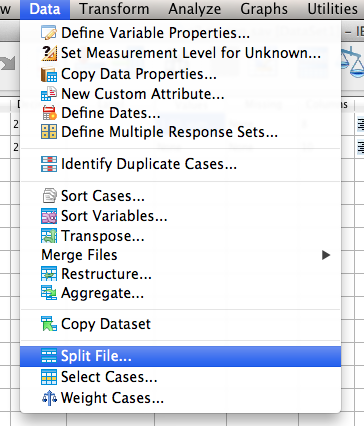 Data Transform Analyze Graphs Utilities
Define Variable Properties...
Set Measurement Level for Unknown...
Copy Data Properties...
New Custom Attribute...
Define Dates...
Define Multiple Response Sets...
Identify Duplicate Cases...
Sort Cases...
Sort Variables...
Transpose...
Merge Files
Restructure...
Aggregate...
Copy Dataset
Split File...
Select Cases...
Weight Cases...